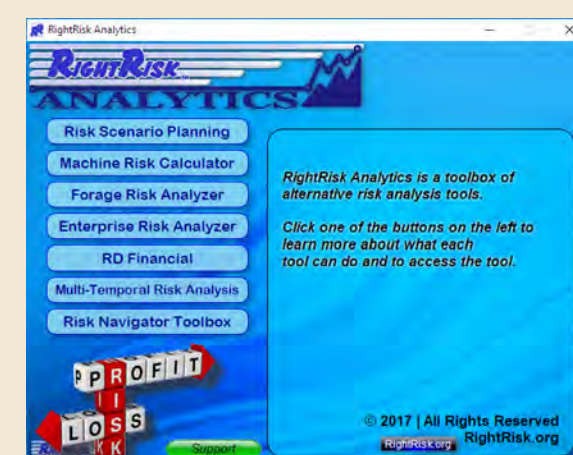 RightRisk Analytics
RIGHTRISK™
ANALYTICS
Risk Scenario Planning
Machine Risk Calculator
Forage Risk Analyzer
Enterprise Risk Analyzer
RD Financial
Multi-Temporal Risk Analysis
Risk Navigator Toolbox
RightRisk Analytics is a toolbox of
alternative risk analysis tools.
Click one of the buttons on the left to
learn more about what each
tool can do and to access the tool.
PROFIT
RISK
LOSS
Support
© 2017 | All Rights Reserved
RightRisk.org RightRisk.org